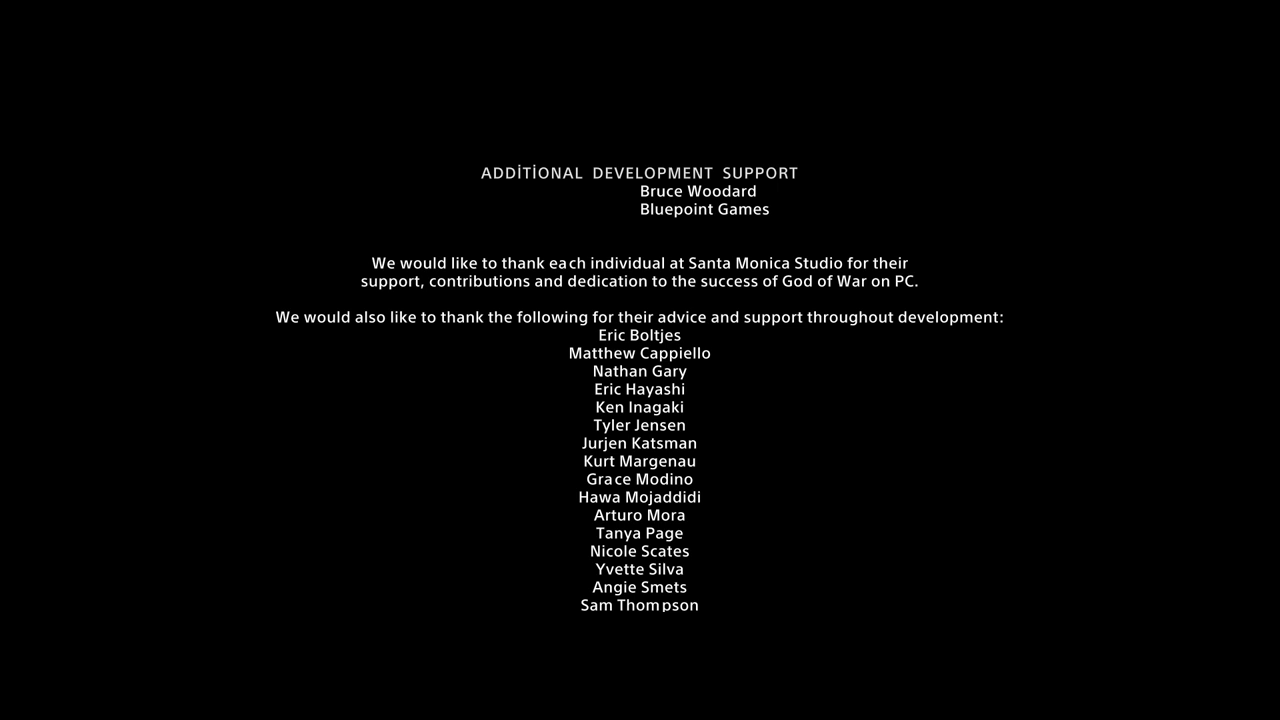 ADDİTİONAL DEVELOPMENT SUPPORT
Bruce Woodard
Bluepoint Games
We would like to thank each individual at Santa Monica Studio for their
support, contributions and dedication to the success of God of War on PC.
We would also like to thank the following for their advice and support throughout development:
Eric Boltjes
Matthew Cappiello
Nathan Gary
Eric Hayashi
Ken Inagaki
Tyler Jensen
Jurjen Katsman
Kurt Margenau
Grace Modino
Hawa Mojaddidi
Arturo Mora
Tanya Page
Nicole Scates
Yvette Silva
Angie Smets
Sam Thompson